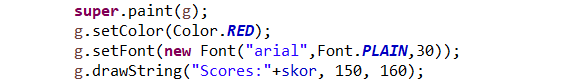 super.paint(g);
g.setColor(Color.RED);
g.setFont(new Font("arial",Font.PLAIN,30));
g.drawString("Scores:"+skor, 150, 160);